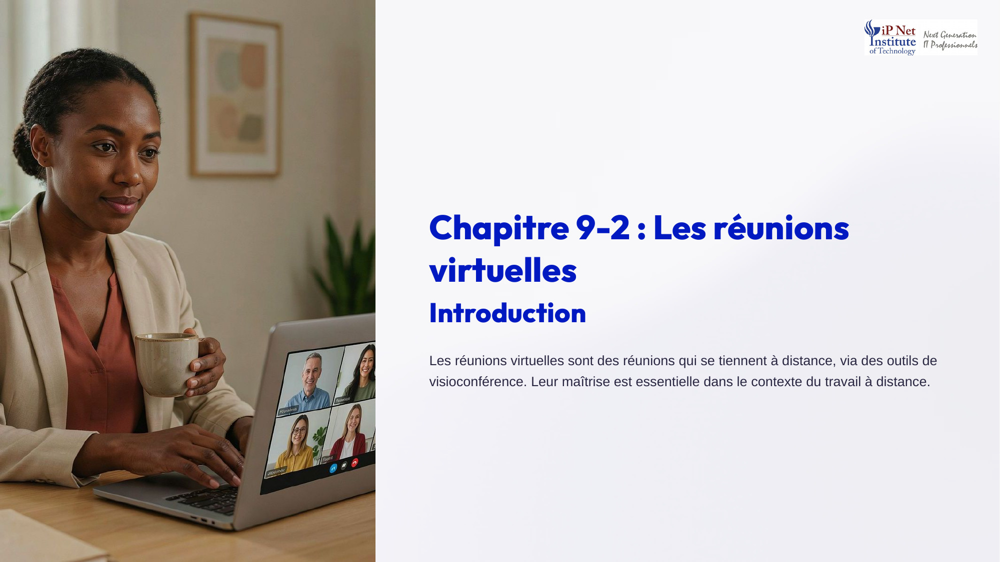 iP Net
Institute
of Technology
Next Generation
IT Professionnels
Chapitre 9-2 : Les réunions
virtuelles
Introduction
Les réunions virtuelles sont des réunions qui se tiennent à distance, via des outils de
visioconférence. Leur maîtrise est essentielle dans le contexte du travail à distance.